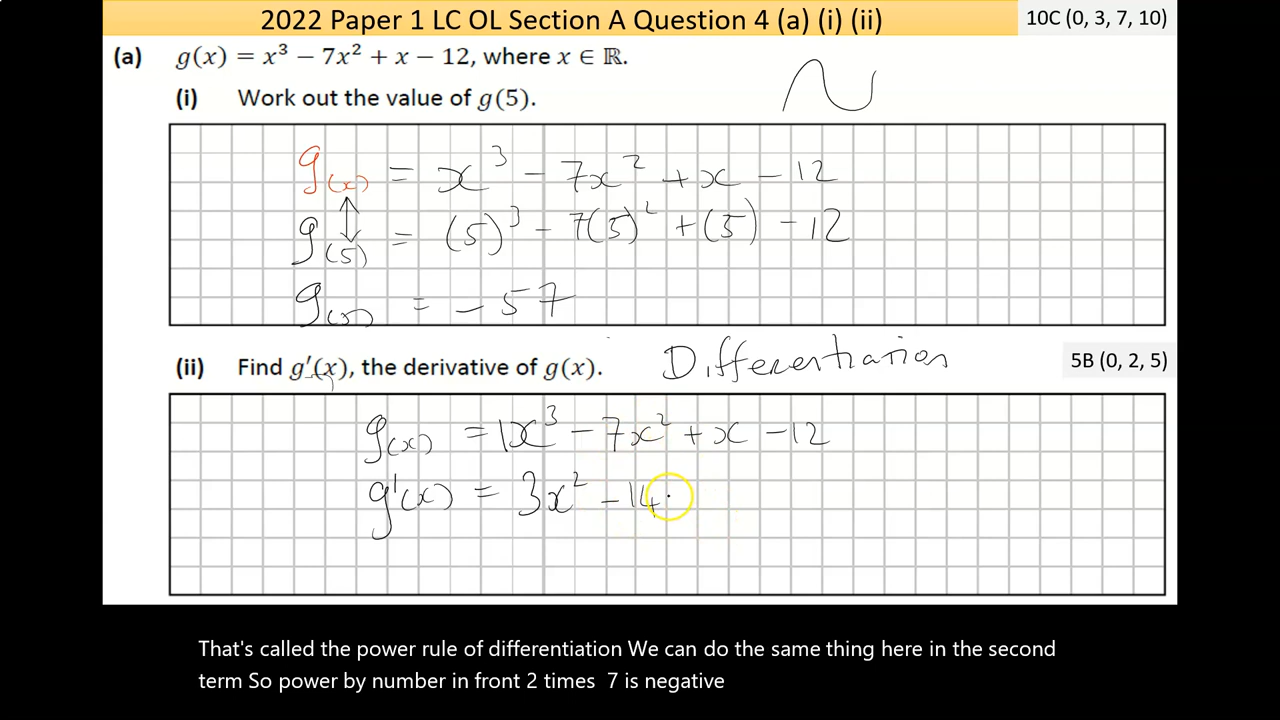 2022 Paper 1 LC OL Section A Question 4 (a) (i) (ii)
10C (0, 3, 7, 10)
(a) g(x) = x³ − 7x² + x − 12, where x ∈ ℝ.
(i) Work out the value of g(5).
g(x) = x³ − 7x² + x − 12
g(5) = (5)³ − 7(5)² + (5) − 12
g(5) = − 57
(ii) Find g′(x), the derivative of g(x).
Differentiation
5B (0, 2, 5)
g(x) = 1x³ − 7x² + x − 12
g'(x) = 3x² − 14
That's called the power rule of differentiation We can do the same thing here in the second
term So power by number in front 2 times 7 is negative